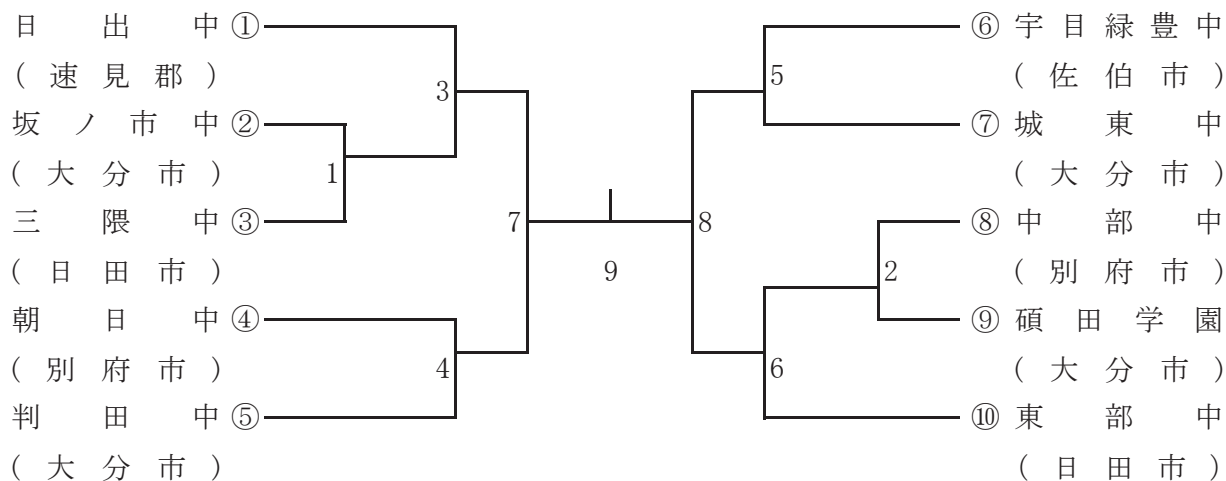 日出中① 3 5 ⑥宇目緑豊中
(速見郡) (佐伯市)
坂ノ市中② 1 ⑦城東中
(大分市) (大分市)
三隈中③ 7 8 ⑧中部中
(日田市) 9 2 (別府市)
朝日中④ 4 6 ⑨碩田学園
(別府市) (大分市)
判田中⑤ ⑩東部中
(大分市) (日田市)